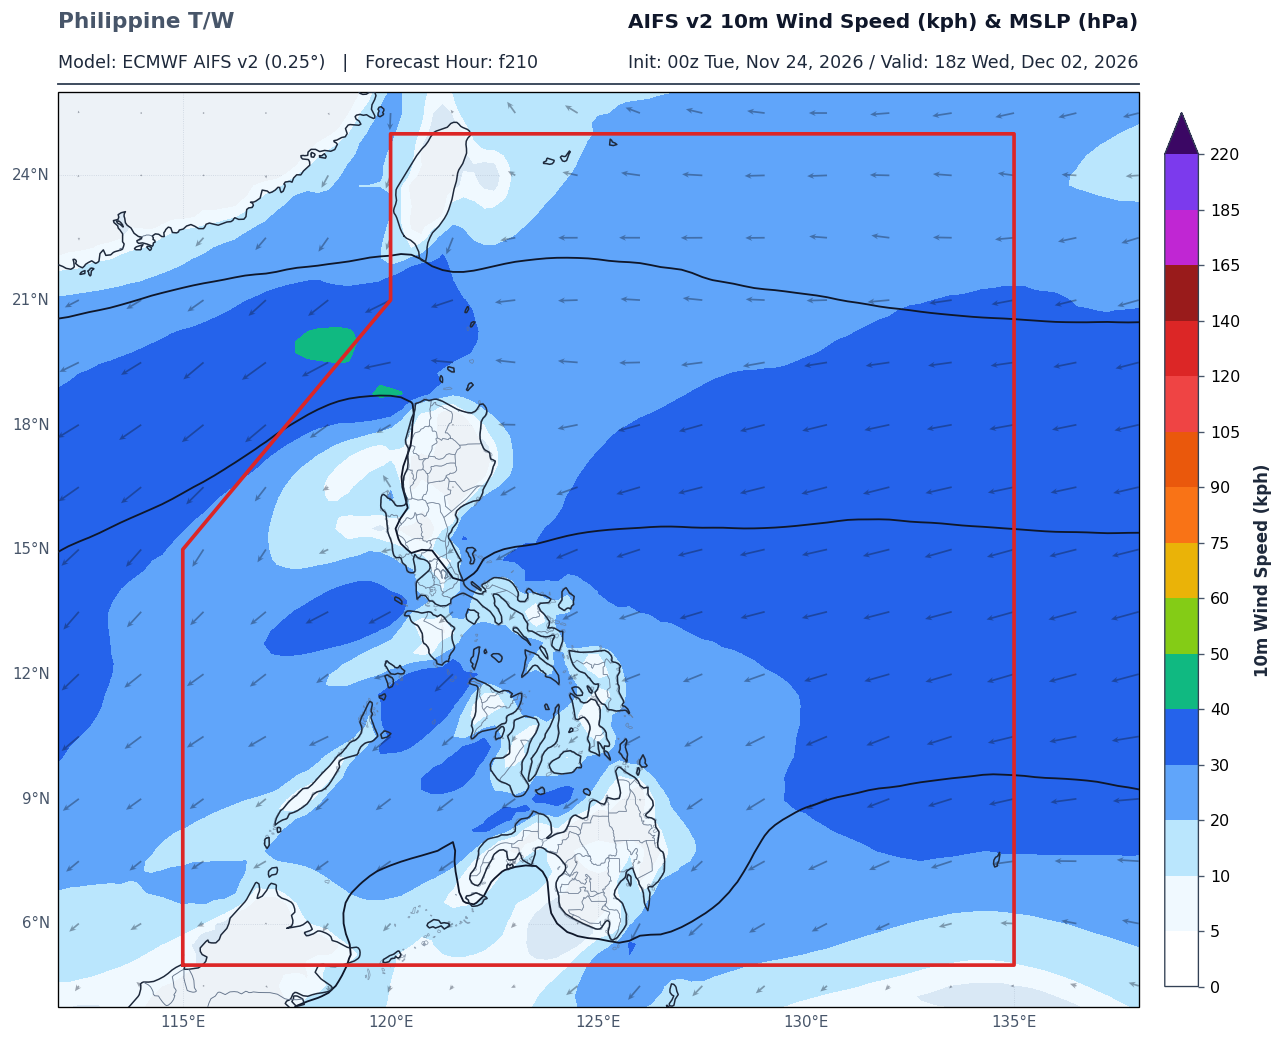 Philippine T/W
AIFS v2 10m Wind Speed (kph) & MSLP (hPa)
Model: ECMWF AIFS v2 (0.25°) | Forecast Hour: f210
Init: 00z Tue, Nov 24, 2026 / Valid: 18z Wed, Dec 02, 2026
24°N
21°N
18°N
15°N
12°N
9°N
6°N
115°E
120°E
125°E
130°E
135°E
220
185
165
140
120
105
90
75
60
50
40
30
20
10
5
0
10m Wind Speed (kph)